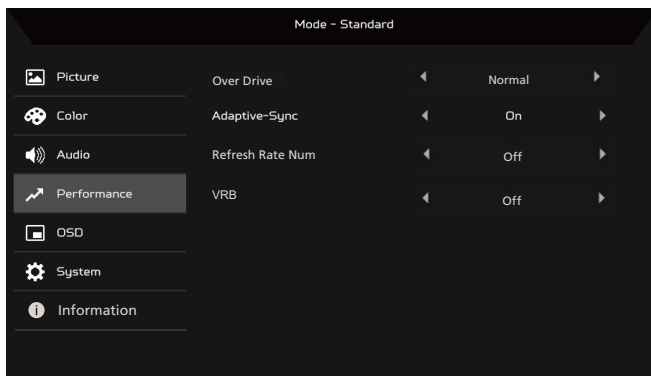 Mode - Standard
Picture
Over Drive Normal
Color
Adaptive-Sync On
Audio
Refresh Rate Num Off
Performance
VRB Off
OSD
System
Information